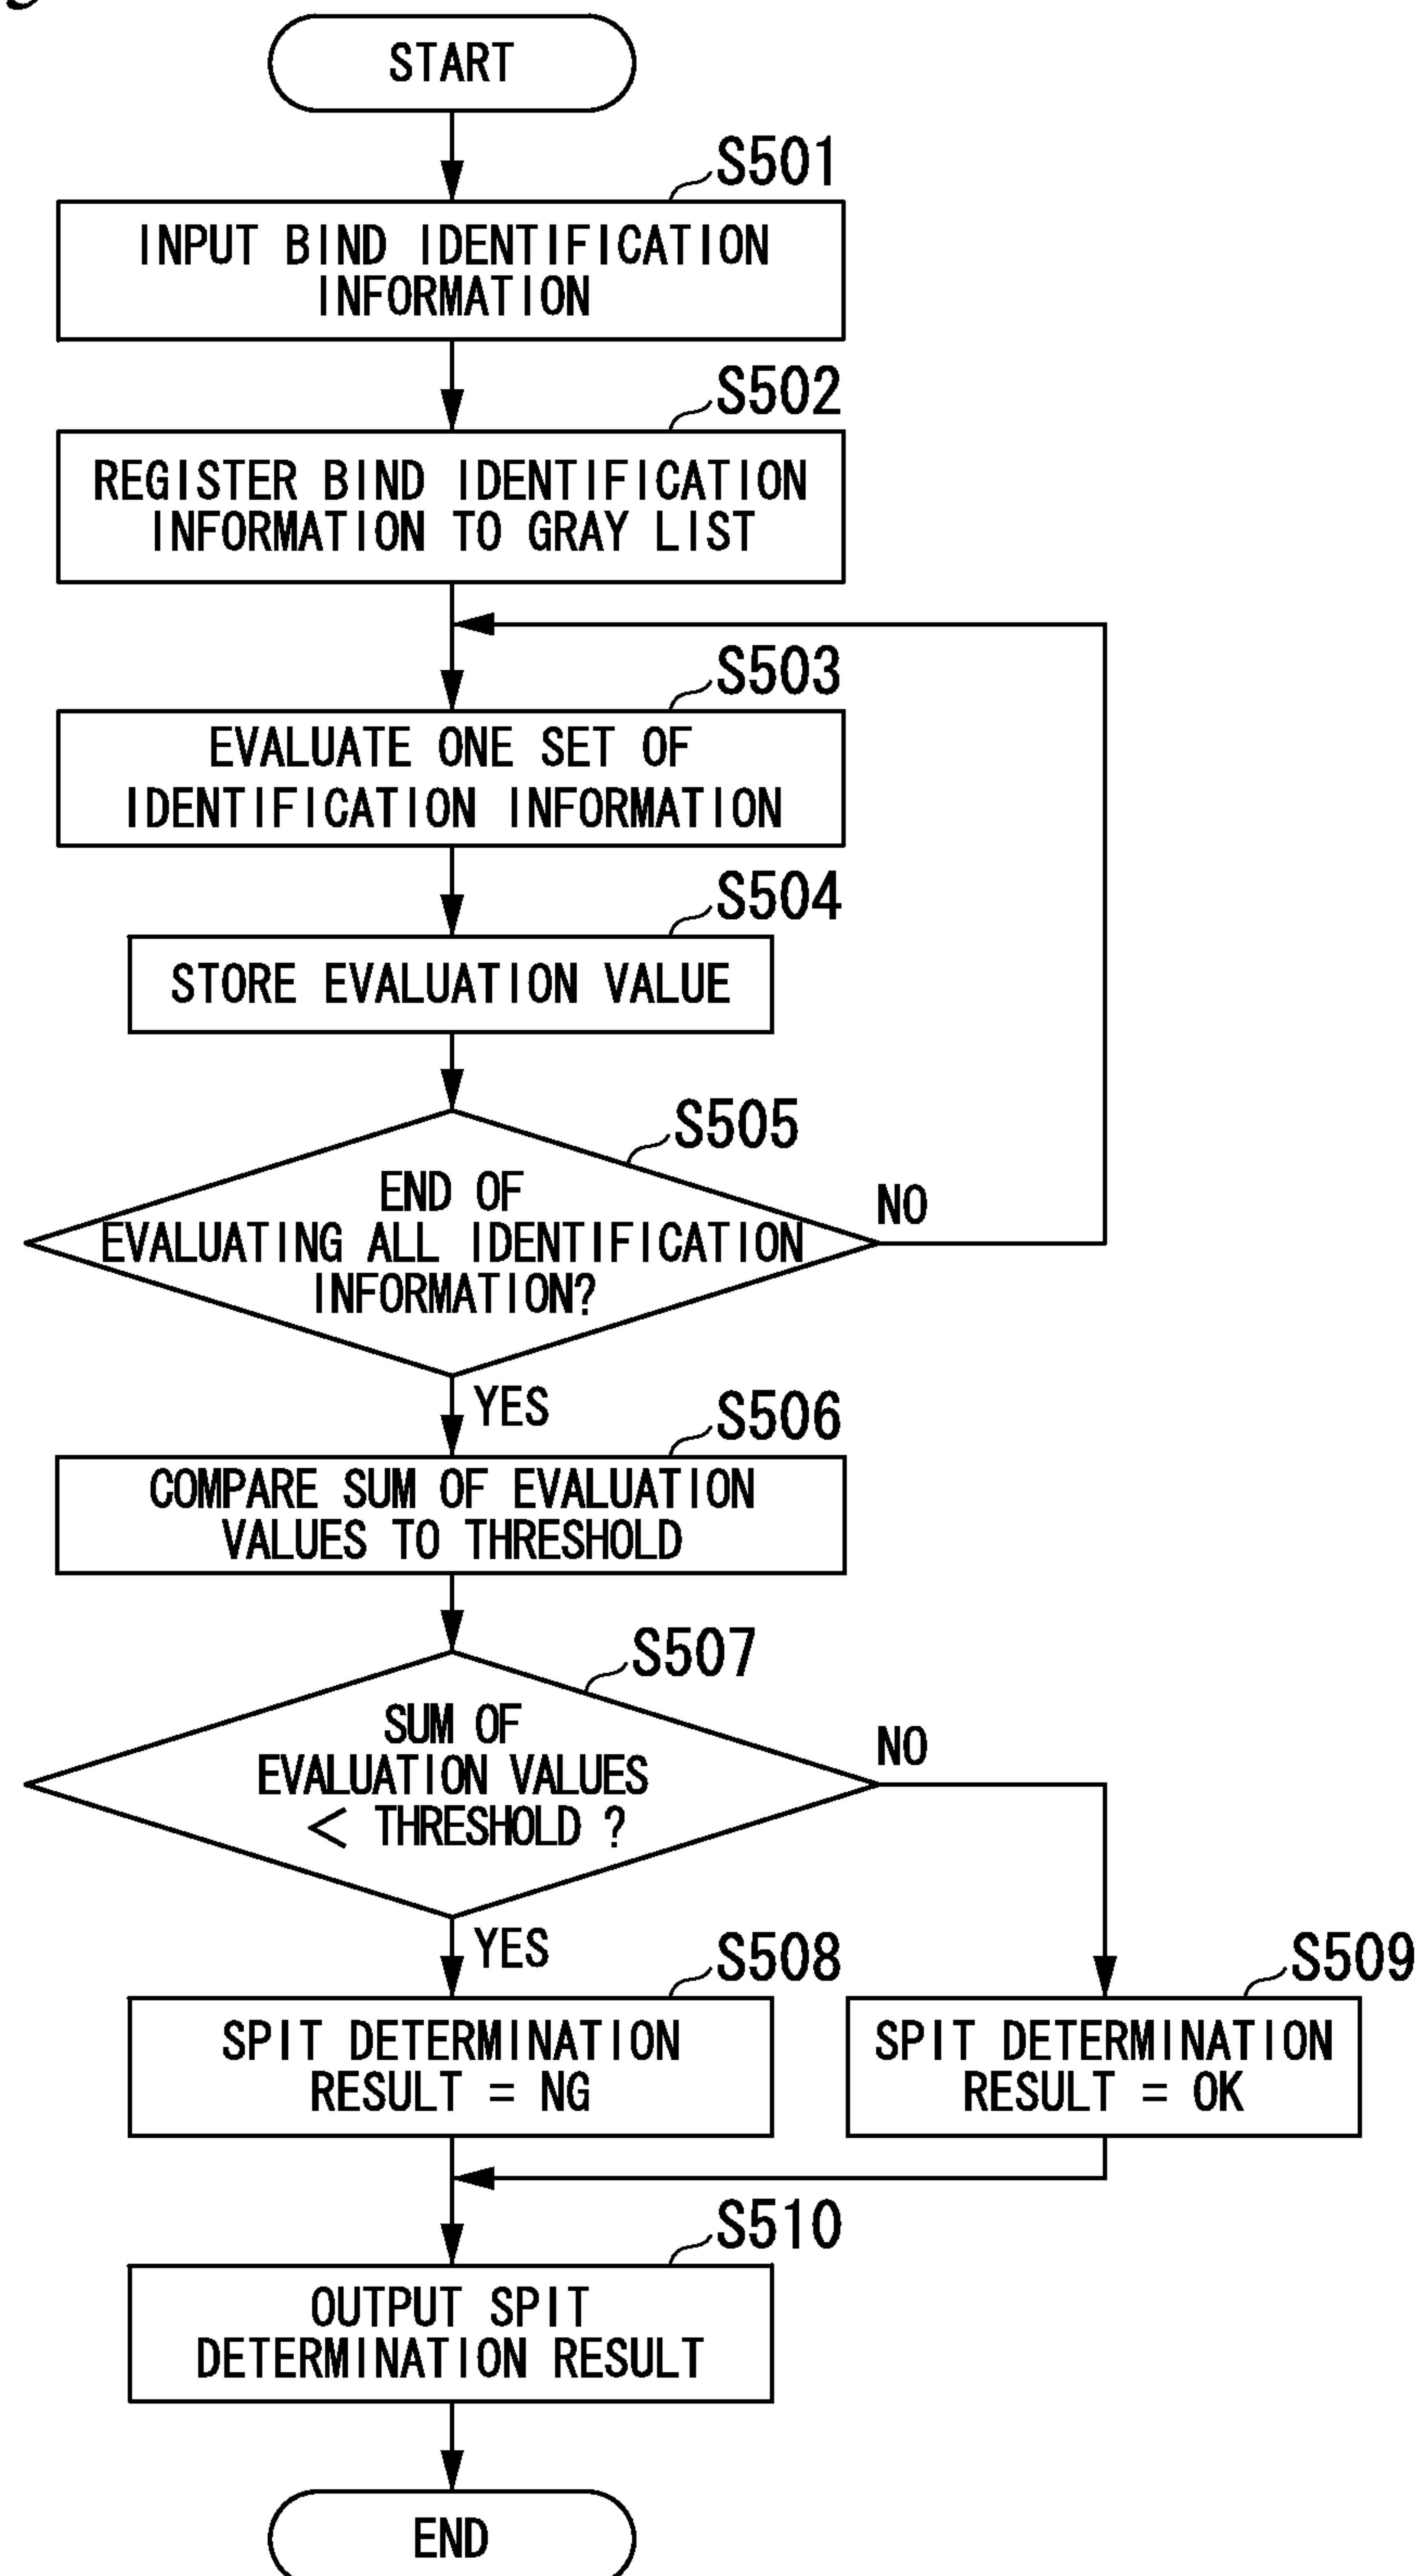 START
S501
INPUT BIND IDENTIFICATION
INFORMATION
S502
REGISTER BIND IDENTIFICATION
INFORMATION TO GRAY LIST
S503
EVALUATE ONE SET OF
IDENTIFICATION INFORMATION
S504
STORE EVALUATION VALUE
S505
END OF
EVALUATING ALL IDENTIFICATION
INFORMATION?
NO
YES
S506
COMPARE SUM OF EVALUATION
VALUES TO THRESHOLD
S507
SUM OF
EVALUATION VALUES
< THRESHOLD ?
NO
YES
S508
SPIT DETERMINATION
RESULT = NG
S509
SPIT DETERMINATION
RESULT = OK
S510
OUTPUT SPIT
DETERMINATION RESULT
END